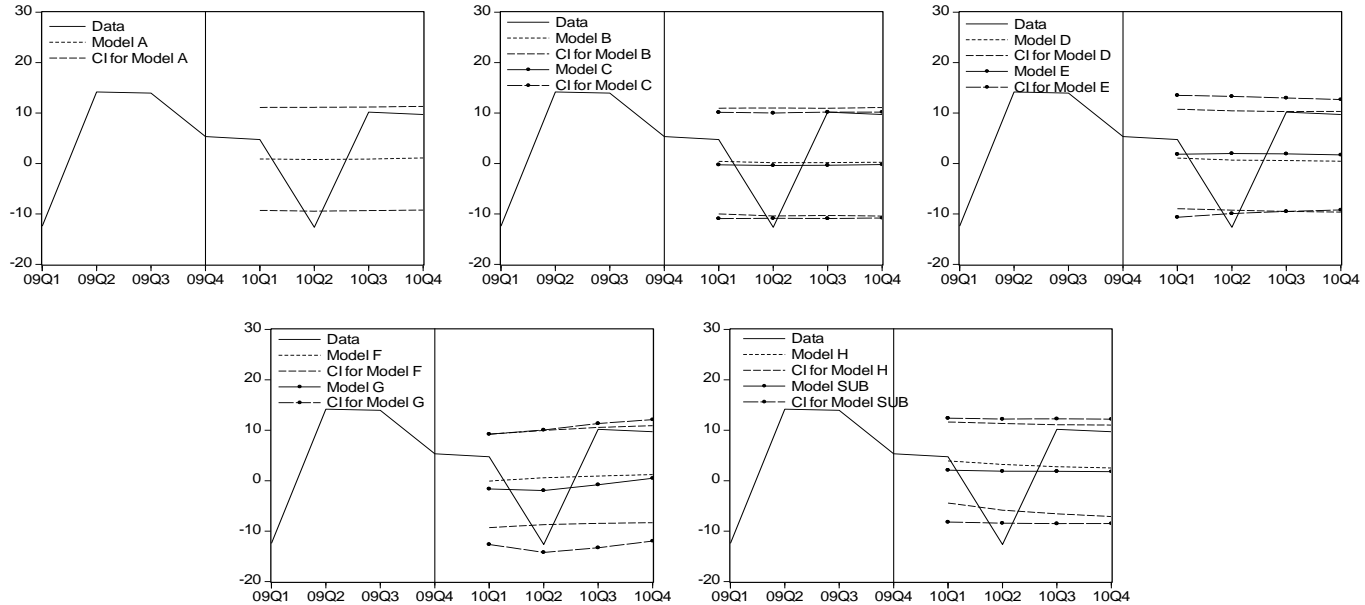 30
20
10
0
-10
-20
Data
Model A
CI for Model A
09Q1 09Q2 09Q3 09Q4 10Q1 10Q2 10Q3 10Q4
30
20
10
0
-10
-20
Data
Model B
CI for Model B
Model C
CI for Model C
09Q1 09Q2 09Q3 09Q4 10Q1 10Q2 10Q3 10Q4
30
20
10
0
-10
-20
Data
Model D
CI for Model D
Model E
CI for Model E
09Q1 09Q2 09Q3 09Q4 10Q1 10Q2 10Q3 10Q4
30
20
10
0
-10
-20
Data
Model F
CI for Model F
Model G
CI for Model G
09Q1 09Q2 09Q3 09Q4 10Q1 10Q2 10Q3 10Q4
30
20
10
0
-10
-20
Data
Model H
CI for Model H
Model SUB
CI for Model SUB
09Q1 09Q2 09Q3 09Q4 10Q1 10Q2 10Q3 10Q4